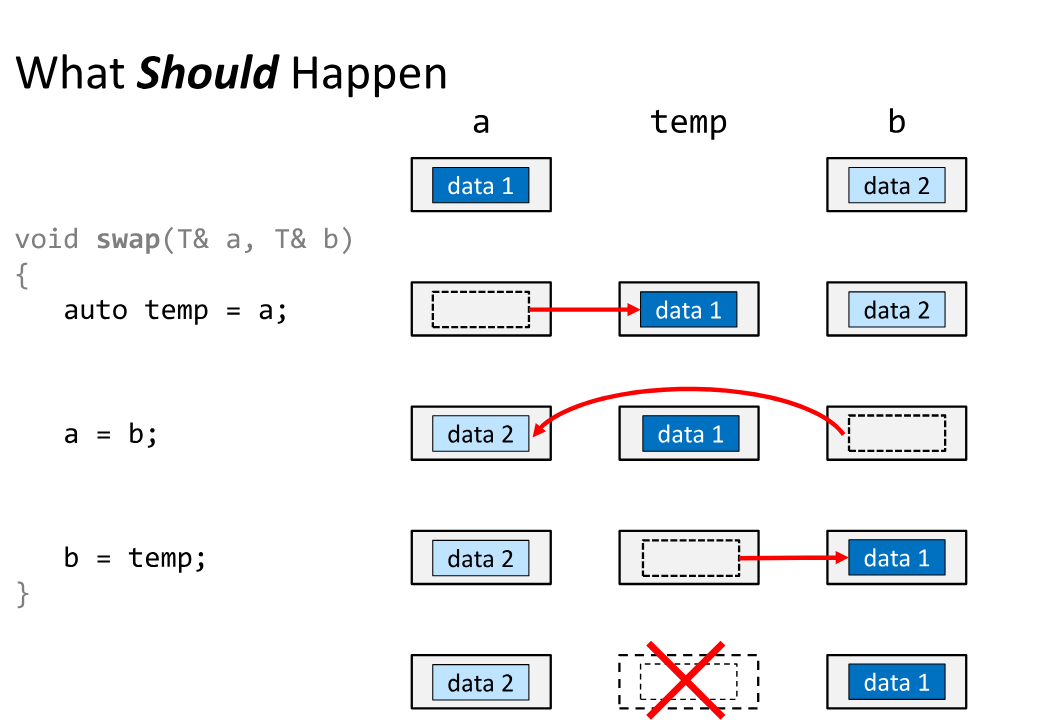 What Should Happen
a temp b
data 1 data 2
void swap(T& a, T& b)
{
auto temp = a; data 1 data 2
a = b; data 2 data 1
b = temp; data 2 data 1
}
data 2 data 1